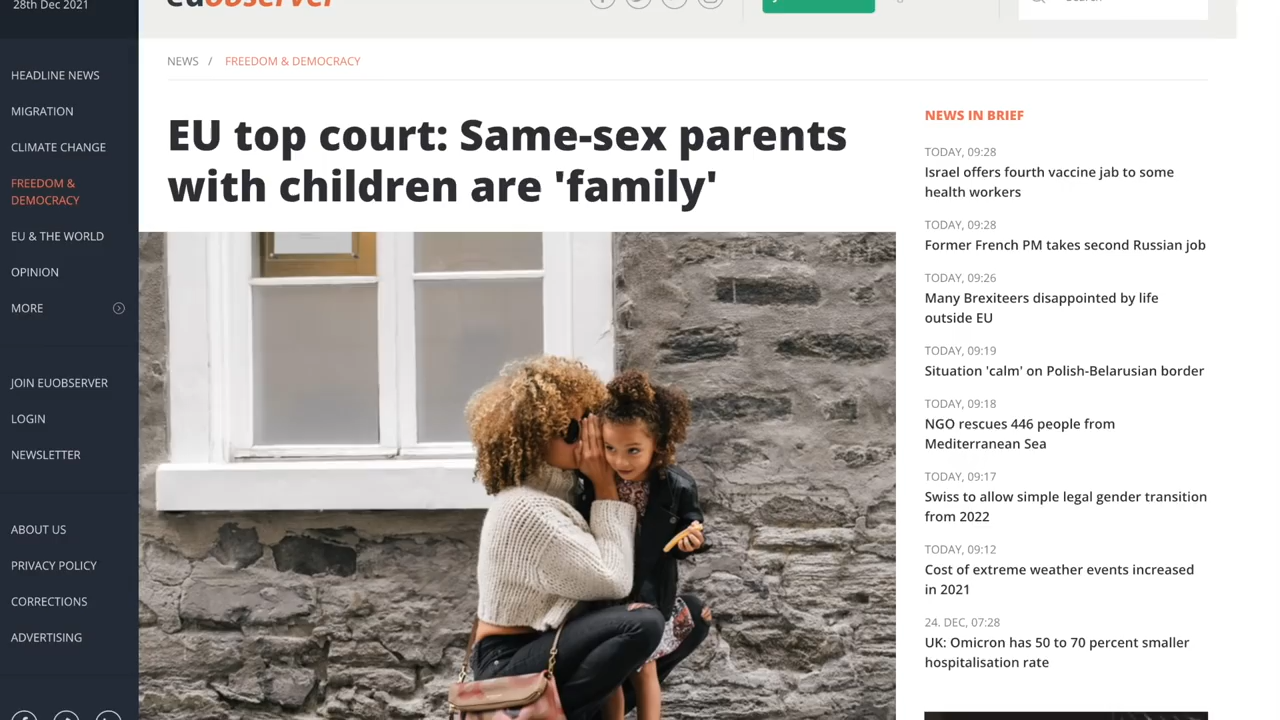 28th Dec 2021
euobserver
HEADLINE NEWS
MIGRATION
CLIMATE CHANGE
FREEDOM &
DEMOCRACY
EU & THE WORLD
OPINION
MORE
JOIN EUOBSERVER
LOGIN
NEWSLETTER
ABOUT US
PRIVACY POLICY
CORRECTIONS
ADVERTISING
NEWS / FREEDOM & DEMOCRACY
EU top court: Same-sex parents
with children are 'family'
NEWS IN BRIEF
TODAY, 09:28
Israel offers fourth vaccine jab to some
health workers
TODAY, 09:28
Former French PM takes second Russian job
TODAY, 09:26
Many Brexiteers disappointed by life
outside EU
TODAY, 09:19
Situation 'calm' on Polish-Belarusian border
TODAY, 09:18
NGO rescues 446 people from
Mediterranean Sea
TODAY, 09:17
Swiss to allow simple legal gender transition
from 2022
TODAY, 09:12
Cost of extreme weather events increased
in 2021
24. DEC, 07:28
UK: Omicron has 50 to 70 percent smaller
hospitalisation rate